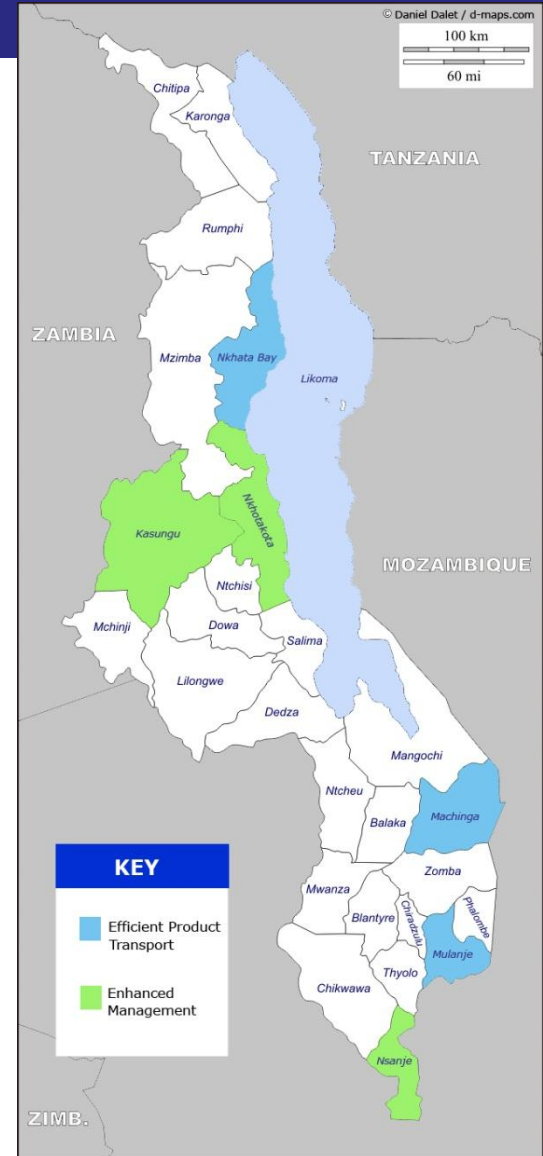 © Daniel Dalet / d-maps.com
100 km
60 mi
Chitipa
Karonga
TANZANIA
Rumphi
ZAMBIA
Mzimba
Nkhata Bay
Likoma
Kasungu
Nkhotakota
MOZAMBIQUE
Ntchisi
Mchinji
Dowa
Salima
Lilongwe
Dedza
Mangochi
Ntcheu
Balaka
Machinga
KEY
Efficient Product
Transport
Enhanced
Management
Zomba
Mwanza
Blantyre
Chiradzulu
Phalombe
Mulanje
Thyolo
Chikwawa
Nsanje
ZIMB.